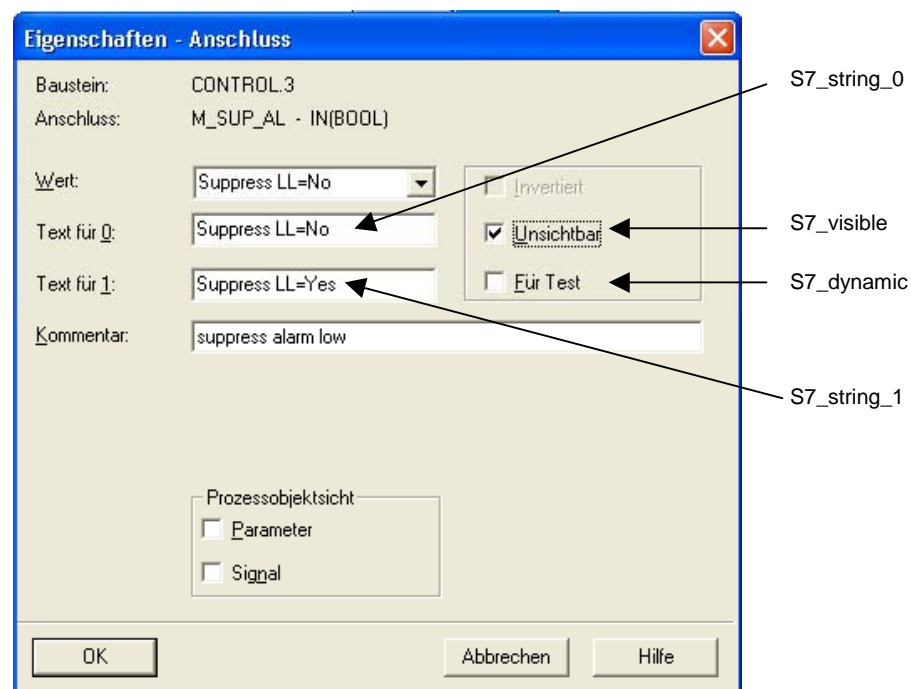 Eigenschaften - Anschluss
Baustein: CONTROL.3
Anschluss: M_SUP_AL - IN(BOOL)
Wert: Suppress LL=No
Invertiert
Text für 0: Suppress LL=No
Unsichtbar
Text für 1: Suppress LL=Yes
Für Test
Kommentar: suppress alarm low
Prozessobjektsicht
Parameter
Signal
OK
Abbrechen
Hilfe
S7_string_0
S7_visible
S7_dynamic
S7_string_1